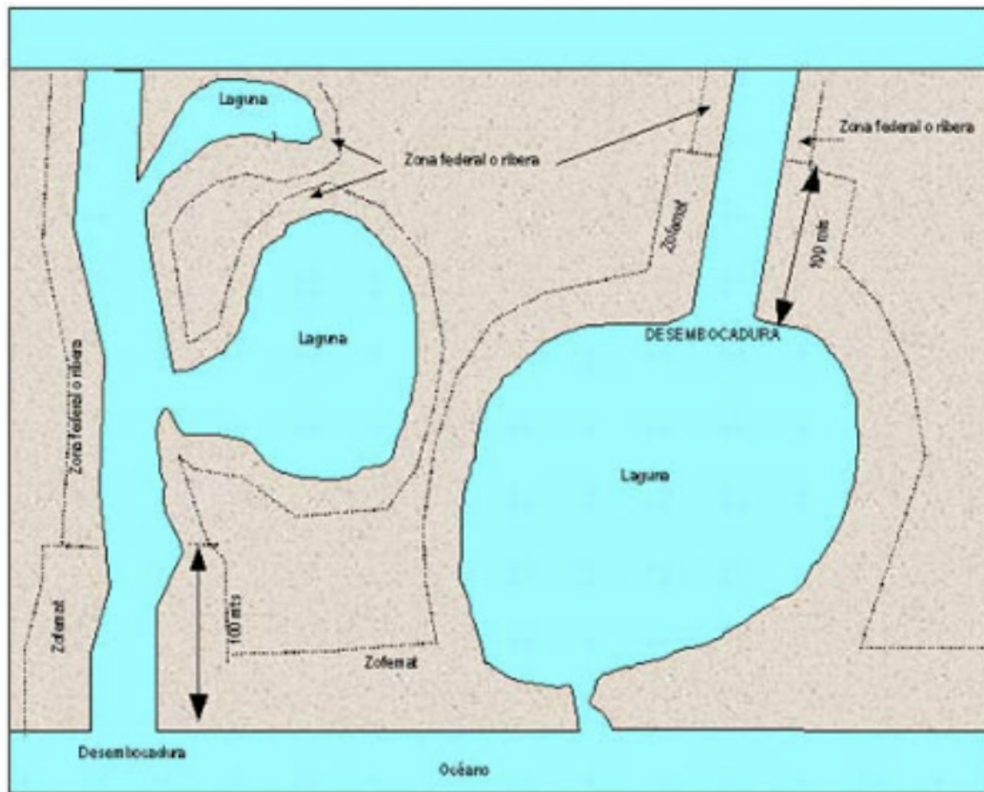 Laguna
Zona federal o ribera
Zona federal o ribera
Zofemat
100 mts
Laguna
DESEMBOCADURA
Zona federal o ribera
Laguna
Zofemat
100 mts
Zofemat
Desembocadura
Océano